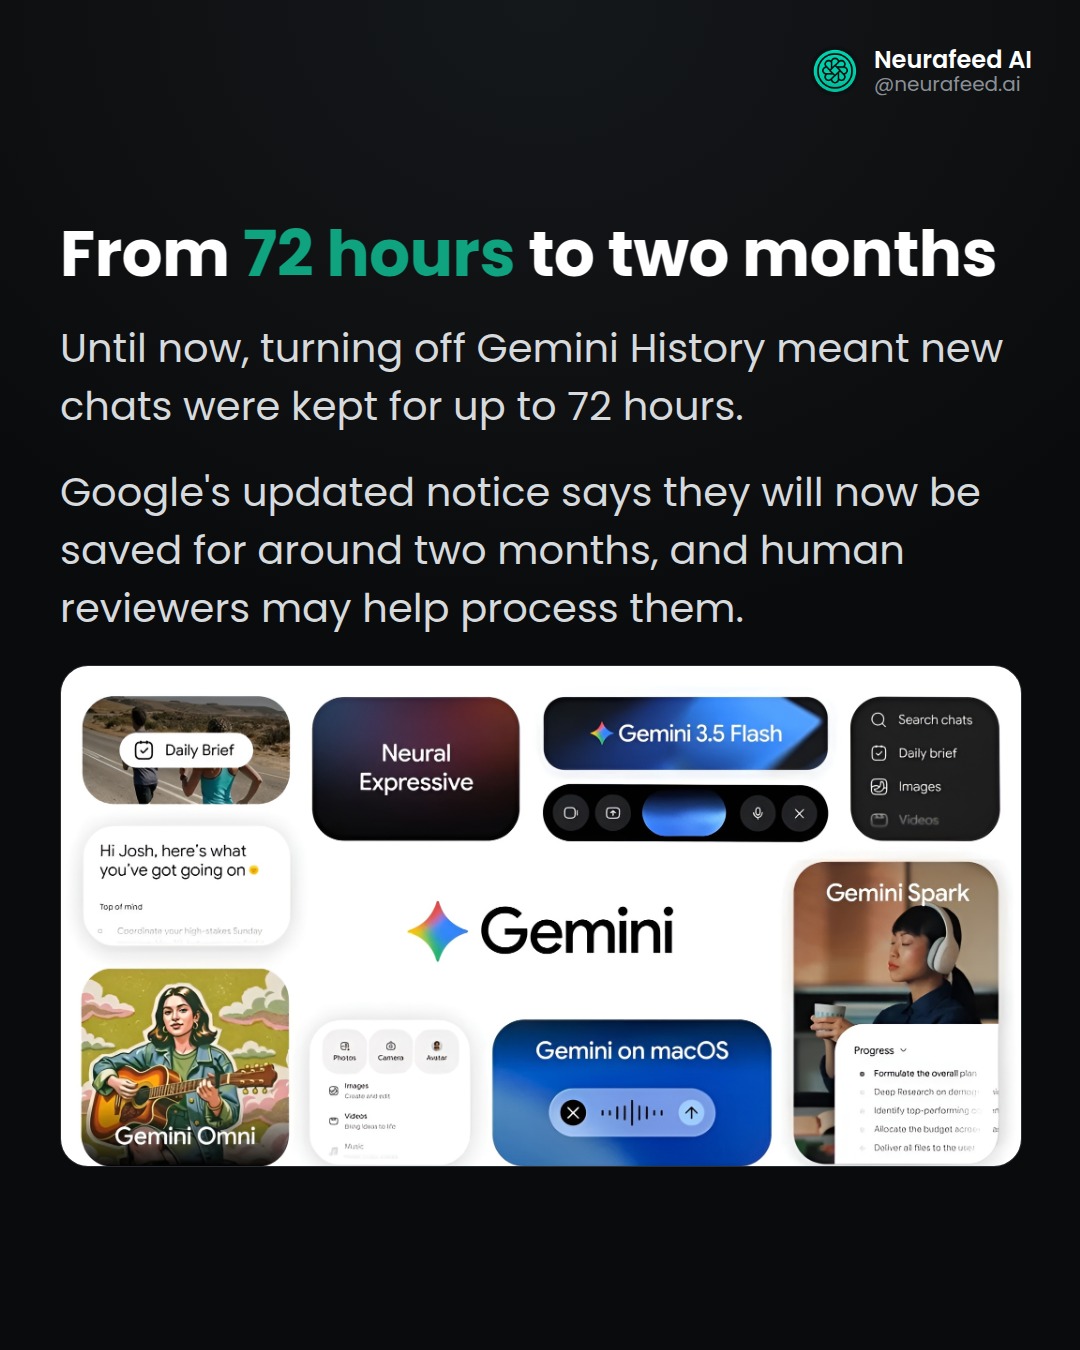 Neurafeed AI
@neurafeed.ai
From 72 hours to two months
Until now, turning off Gemini History meant new
chats were kept for up to 72 hours.
Google's updated notice says they will now be
saved for around two months, and human
reviewers may help process them.
Daily Brief
Neural
Expressive
Gemini 3.5 Flash
Search chats
Daily brief
Images
Videos
Hi Josh, here's what
you've got going on
Top of mind
Coordinate your high-stakes Sunday
Gemini
Gemini Spark
Progress
Formulate the overall plan
Deep Research on
Identify top-performing
Allocate the budget
Deliver all files to the user
Gemini Omni
Photos
Camera
Avatar
Images
Create and edit
Videos
Bring ideas to life
Music
Gemini on macOS